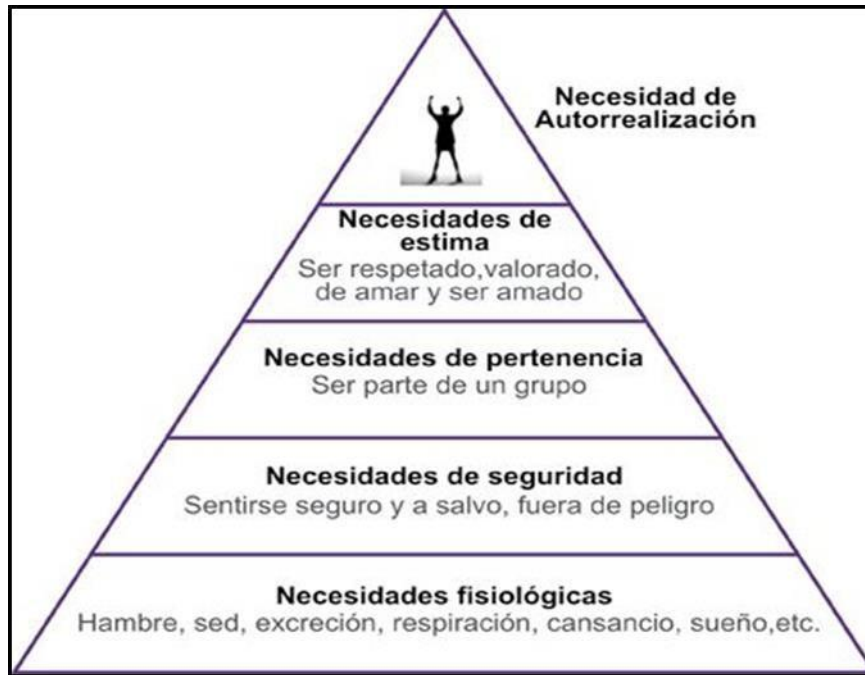 Necesidad de
Autorrealización
Necesidades de
estima
Ser respetado,valorado,
de amar y ser amado
Necesidades de pertenencia
Ser parte de un grupo
Necesidades de seguridad
Sentirse seguro y a salvo, fuera de peligro
Necesidades fisiológicas
Hambre, sed, excreción, respiración, cansancio, sueño,etc.